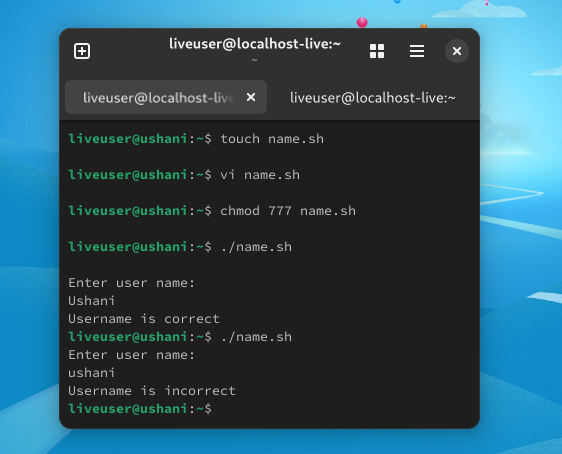 liveuser@localhost-live:~
~
liveuser@localhost-live
liveuser@localhost-live:~
liveuser@ushani:~$ touch name.sh
liveuser@ushani:~$ vi name.sh
liveuser@ushani:~$ chmod 777 name.sh
liveuser@ushani:~$ ./name.sh
Enter user name:
Ushani
Username is correct
liveuser@ushani:~$ ./name.sh
Enter user name:
ushani
Username is incorrect
liveuser@ushani:~$